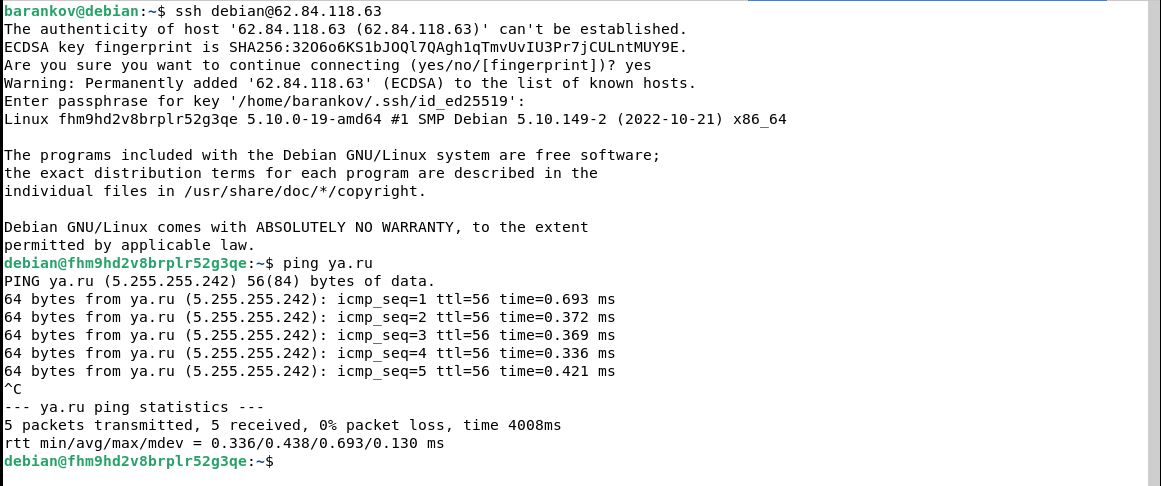 barankov@debian:~$ ssh debian@62.84.118.63
The authenticity of host '62.84.118.63 (62.84.118.63)' can't be established.
ECDSA key fingerprint is SHA256:32O6o6KS1bJOQl7QAgh1qTmvUvIU3Pr7jCULntMUY9E.
Are you sure you want to continue connecting (yes/no/[fingerprint])? yes
Warning: Permanently added '62.84.118.63' (ECDSA) to the list of known hosts.
Enter passphrase for key '/home/barankov/.ssh/id_ed25519':
Linux fhm9hd2v8brplr52g3qe 5.10.0-19-amd64 #1 SMP Debian 5.10.149-2 (2022-10-21) x86_64
The programs included with the Debian GNU/Linux system are free software;
the exact distribution terms for each program are described in the
individual files in /usr/share/doc/*/copyright.
Debian GNU/Linux comes with ABSOLUTELY NO WARRANTY, to the extent
permitted by applicable law.
debian@fhm9hd2v8brplr52g3qe:~$ ping ya.ru
PING ya.ru (5.255.255.242) 56(84) bytes of data.
64 bytes from ya.ru (5.255.255.242): icmp_seq=1 ttl=56 time=0.693 ms
64 bytes from ya.ru (5.255.255.242): icmp_seq=2 ttl=56 time=0.372 ms
64 bytes from ya.ru (5.255.255.242): icmp_seq=3 ttl=56 time=0.369 ms
64 bytes from ya.ru (5.255.255.242): icmp_seq=4 ttl=56 time=0.336 ms
64 bytes from ya.ru (5.255.255.242): icmp_seq=5 ttl=56 time=0.421 ms
^C
--- ya.ru ping statistics ---
5 packets transmitted, 5 received, 0% packet loss, time 4008ms
rtt min/avg/max/mdev = 0.336/0.438/0.693/0.130 ms
debian@fhm9hd2v8brplr52g3qe:~$